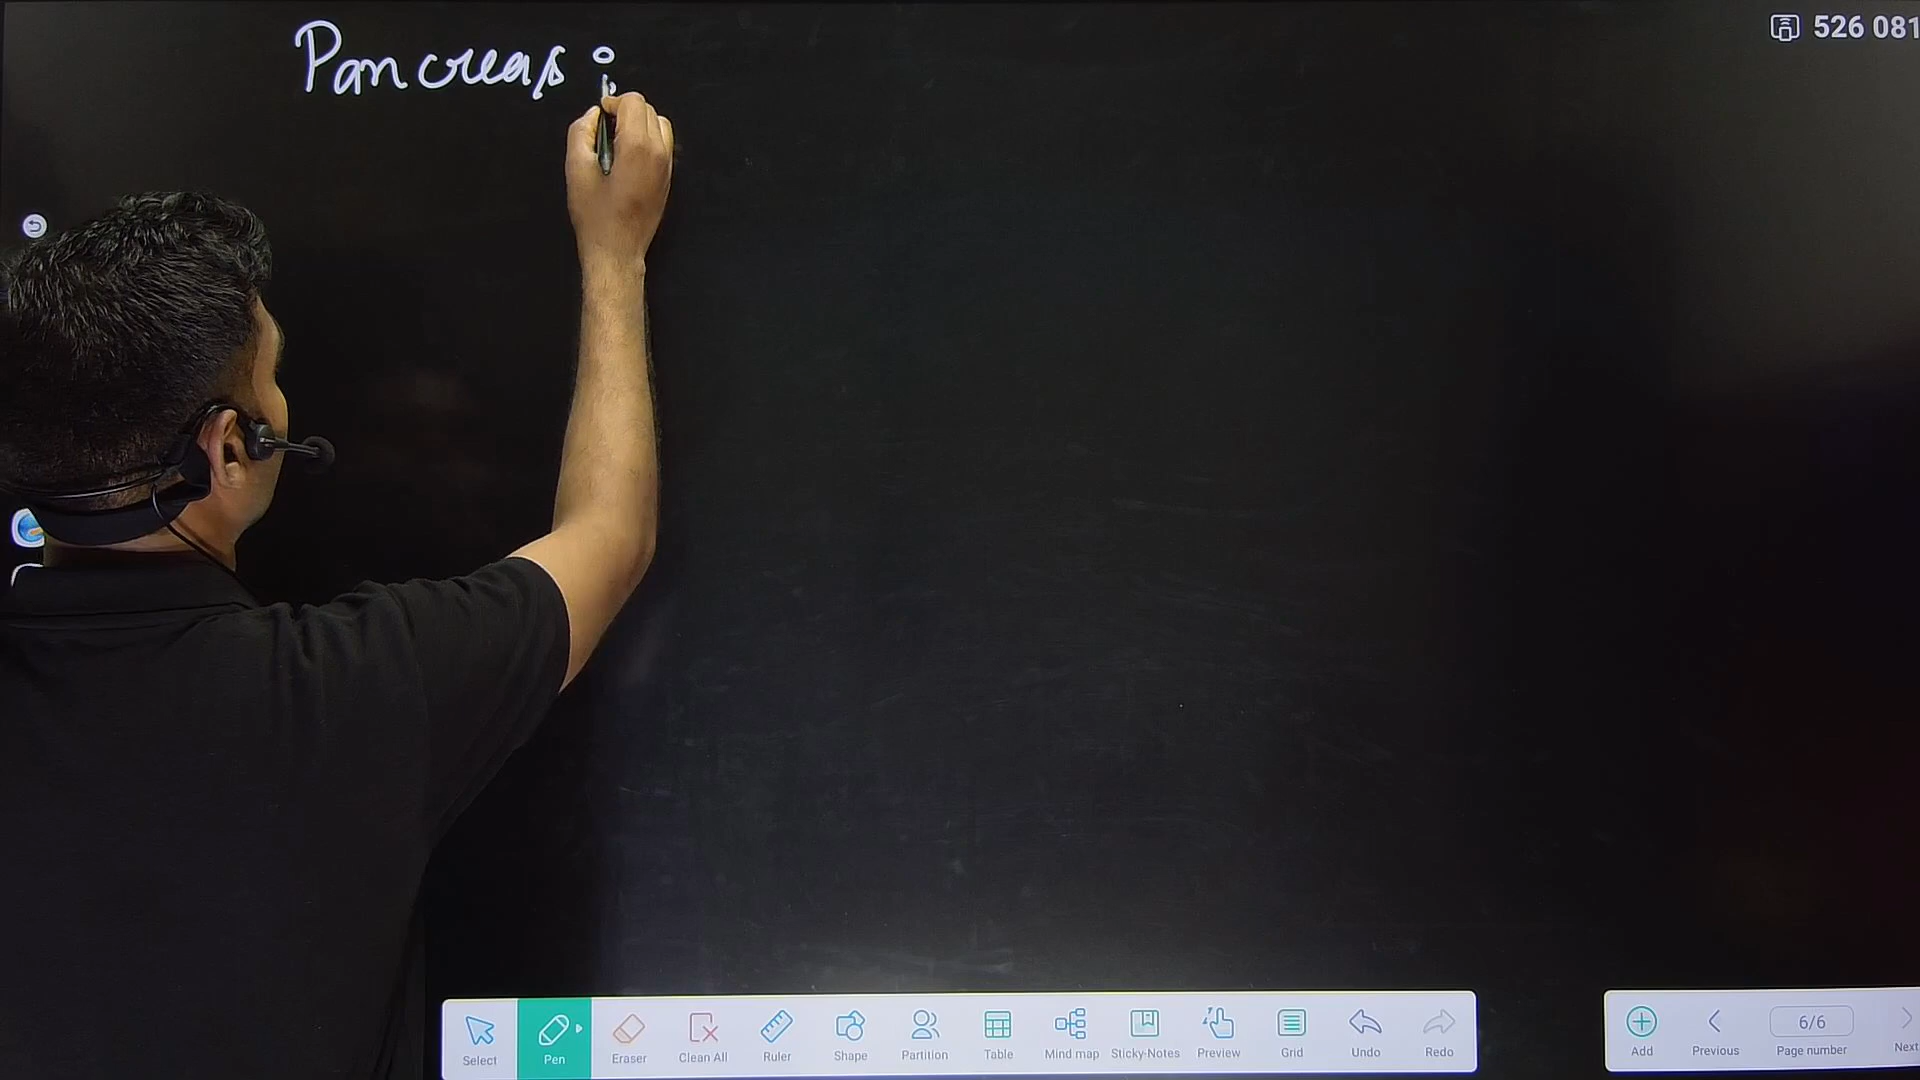 526 081
Pancreas :
Select Pen Eraser Clean All Ruler Shape Partition Table Mind map Sticky-Notes Preview Grid Undo Redo
Add Previous 6/6 Page number Next